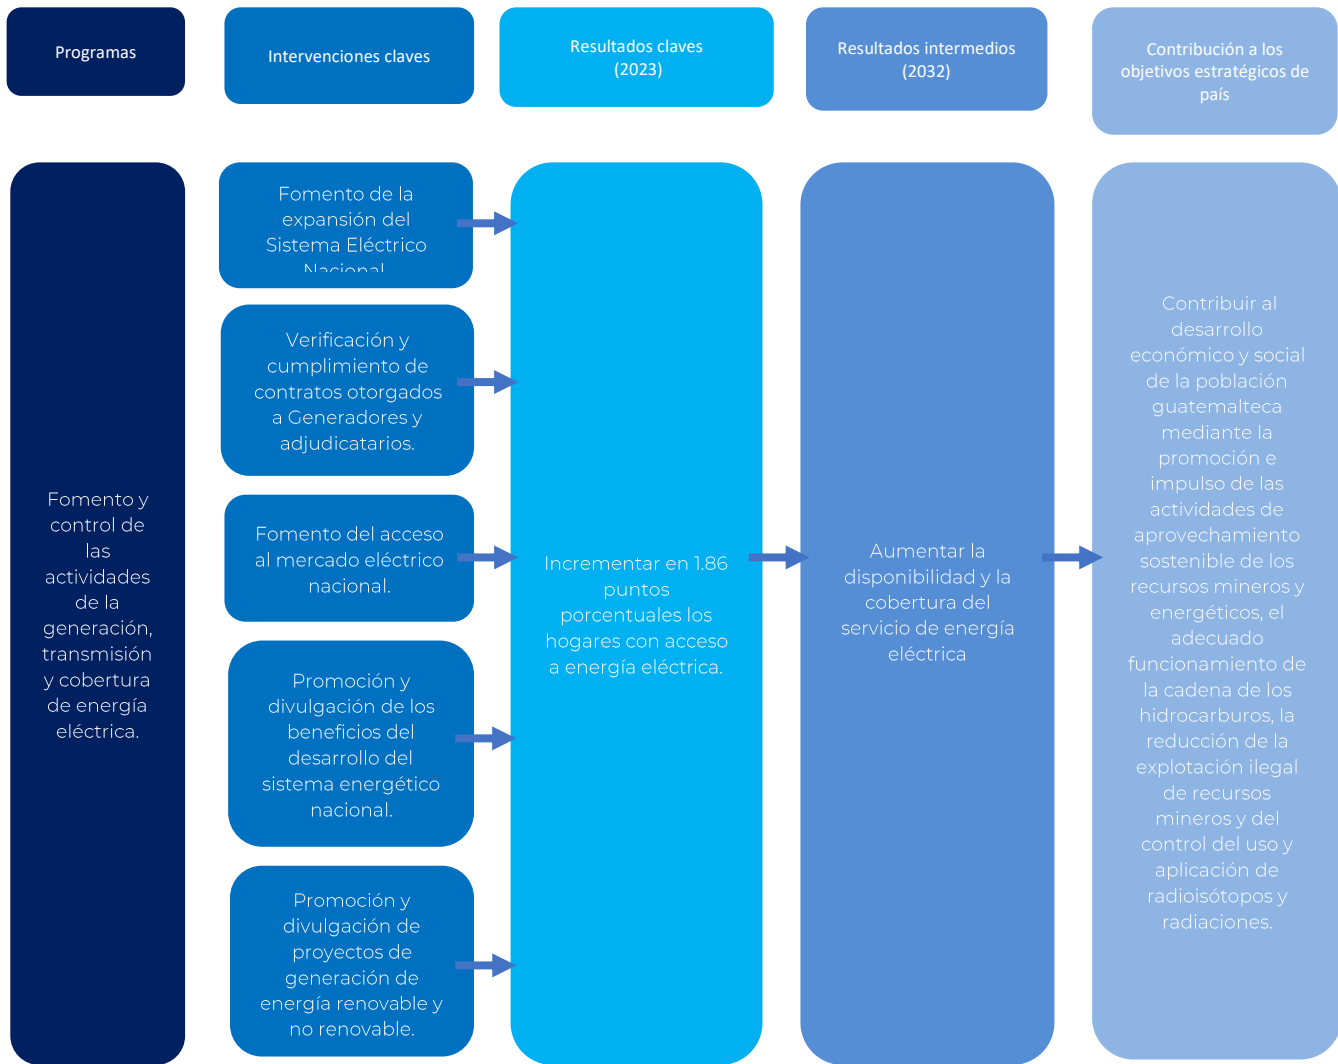 Programas
Intervenciones claves
Resultados claves
(2023)
Resultados intermedios
(2032)
Contribución a los
objetivos estratégicos de
país
Fomento y
control de
las
actividades
de la
generación,
transmisión
y cobertura
de energía
eléctrica.
Fomento de la
expansión del
Sistema Eléctrico
Nacional
Verificación y
cumplimiento de
contratos otorgados
a Generadores y
adjudicatarios.
Fomento del acceso
al mercado eléctrico
nacional.
Promoción y
divulgación de los
beneficios del
desarrollo del
sistema energético
nacional.
Promoción y
divulgación de
proyectos de
generación de
energía renovable y
no renovable.
Incrementar en 1.86
puntos
porcentuales los
hogares con acceso
a energía eléctrica.
Aumentar la
disponibilidad y la
cobertura del
servicio de energía
eléctrica
Contribuir al
desarrollo
económico y social
de la población
guatemalteca
mediante la
promoción e
impulso de las
actividades de
aprovechamiento
sostenible de los
recursos mineros y
energéticos, el
adecuado
funcionamiento de
la cadena de los
hidrocarburos, la
reducción de la
explotación ilegal
de recursos
mineros y del
control del uso y
aplicación de
radioisótopos y
radiaciones.